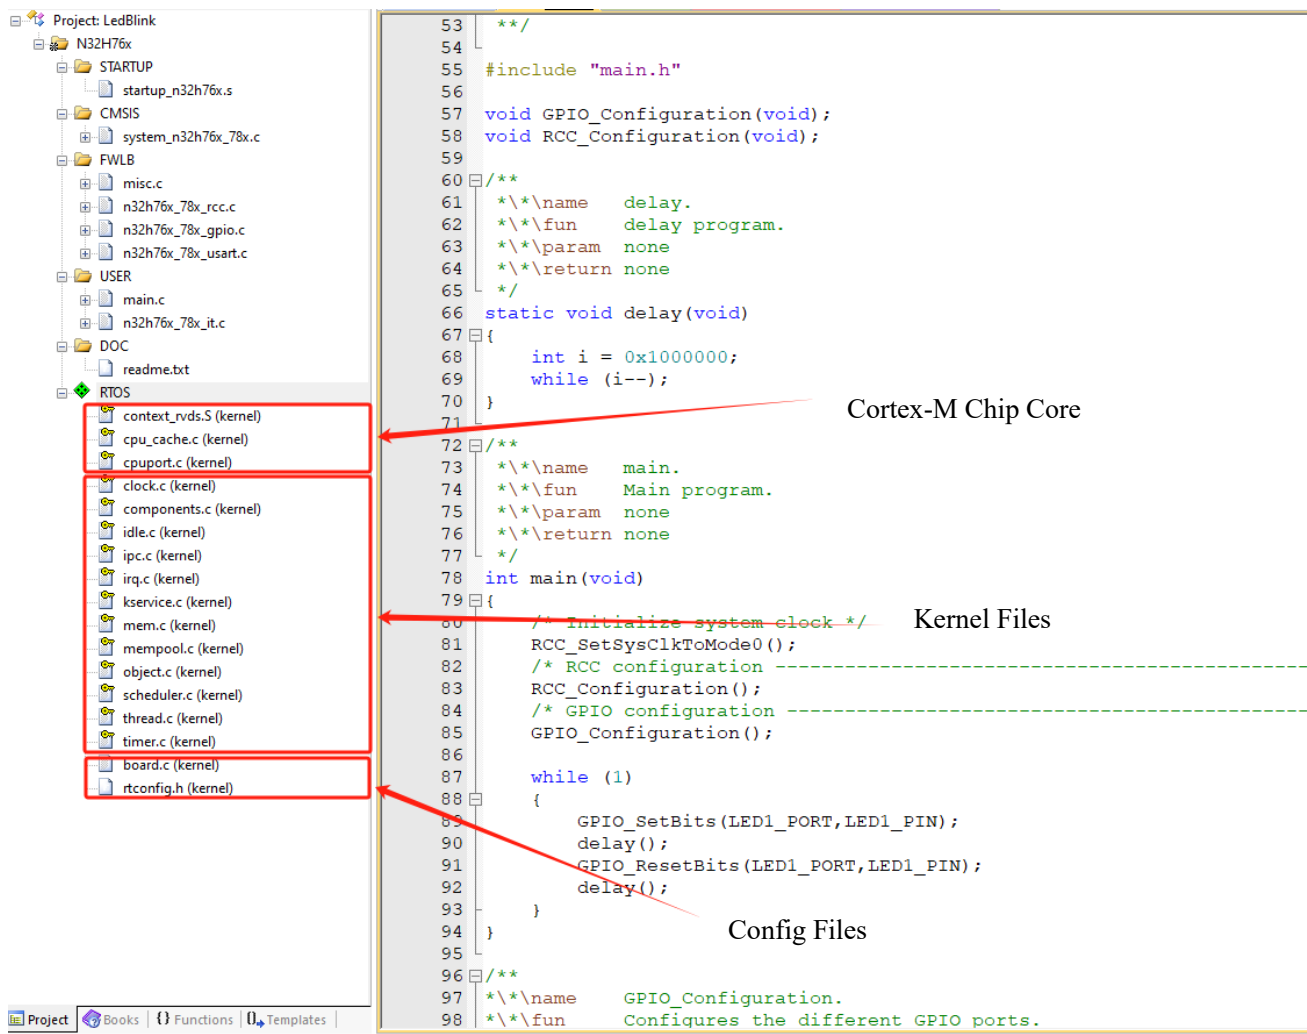 Project: LedBlink
N32H76x
STARTUP
startup_n32h76x.s
CMSIS
system_n32h76x_78x.c
FWLB
misc.c
n32h76x_78x_rcc.c
n32h76x_78x_gpio.c
n32h76x_78x_usart.c
USER
main.c
n32h76x_78x_it.c
DOC
readme.txt
RTOS
context_rvds.S (kernel)
cpu_cache.c (kernel)
cpuport.c (kernel)
clock.c (kernel)
components.c (kernel)
idle.c (kernel)
ipc.c (kernel)
irq.c (kernel)
kservice.c (kernel)
mem.c (kernel)
mempool.c (kernel)
object.c (kernel)
scheduler.c (kernel)
thread.c (kernel)
timer.c (kernel)
board.c (kernel)
rtconfig.h (kernel)
Project Books {} Functions Templates
53 **/
54
55 #include "main.h"
56
57 void GPIO_Configuration(void);
58 void RCC_Configuration(void);
59
60 /**
61 *\*\name delay.
62 *\*\fun delay program.
63 *\*\param none
64 *\*\return none
65 */
66 static void delay(void)
67 {
68 int i = 0x1000000;
69 while (i--);
70 }
71
72 /**
73 *\*\name main.
74 *\*\fun Main program.
75 *\*\param none
76 *\*\return none
77 */
78 int main(void)
79 {
80 /* Initialize system clock */
81 RCC_SetSysClkToMode0();
82 /* RCC configuration ----------------------------------------------
83 RCC_Configuration();
84 /* GPIO configuration ---------------------------------------------
85 GPIO_Configuration();
86
87 while (1)
88 {
89 GPIO_SetBits(LED1_PORT,LED1_PIN);
90 delay();
91 GPIO_ResetBits(LED1_PORT,LED1_PIN);
92 delay();
93 }
94 }
95
96 /**
97 *\*\name GPIO_Configuration.
98 *\*\fun Configures the different GPIO ports.
Cortex-M Chip Core
Kernel Files
Config Files